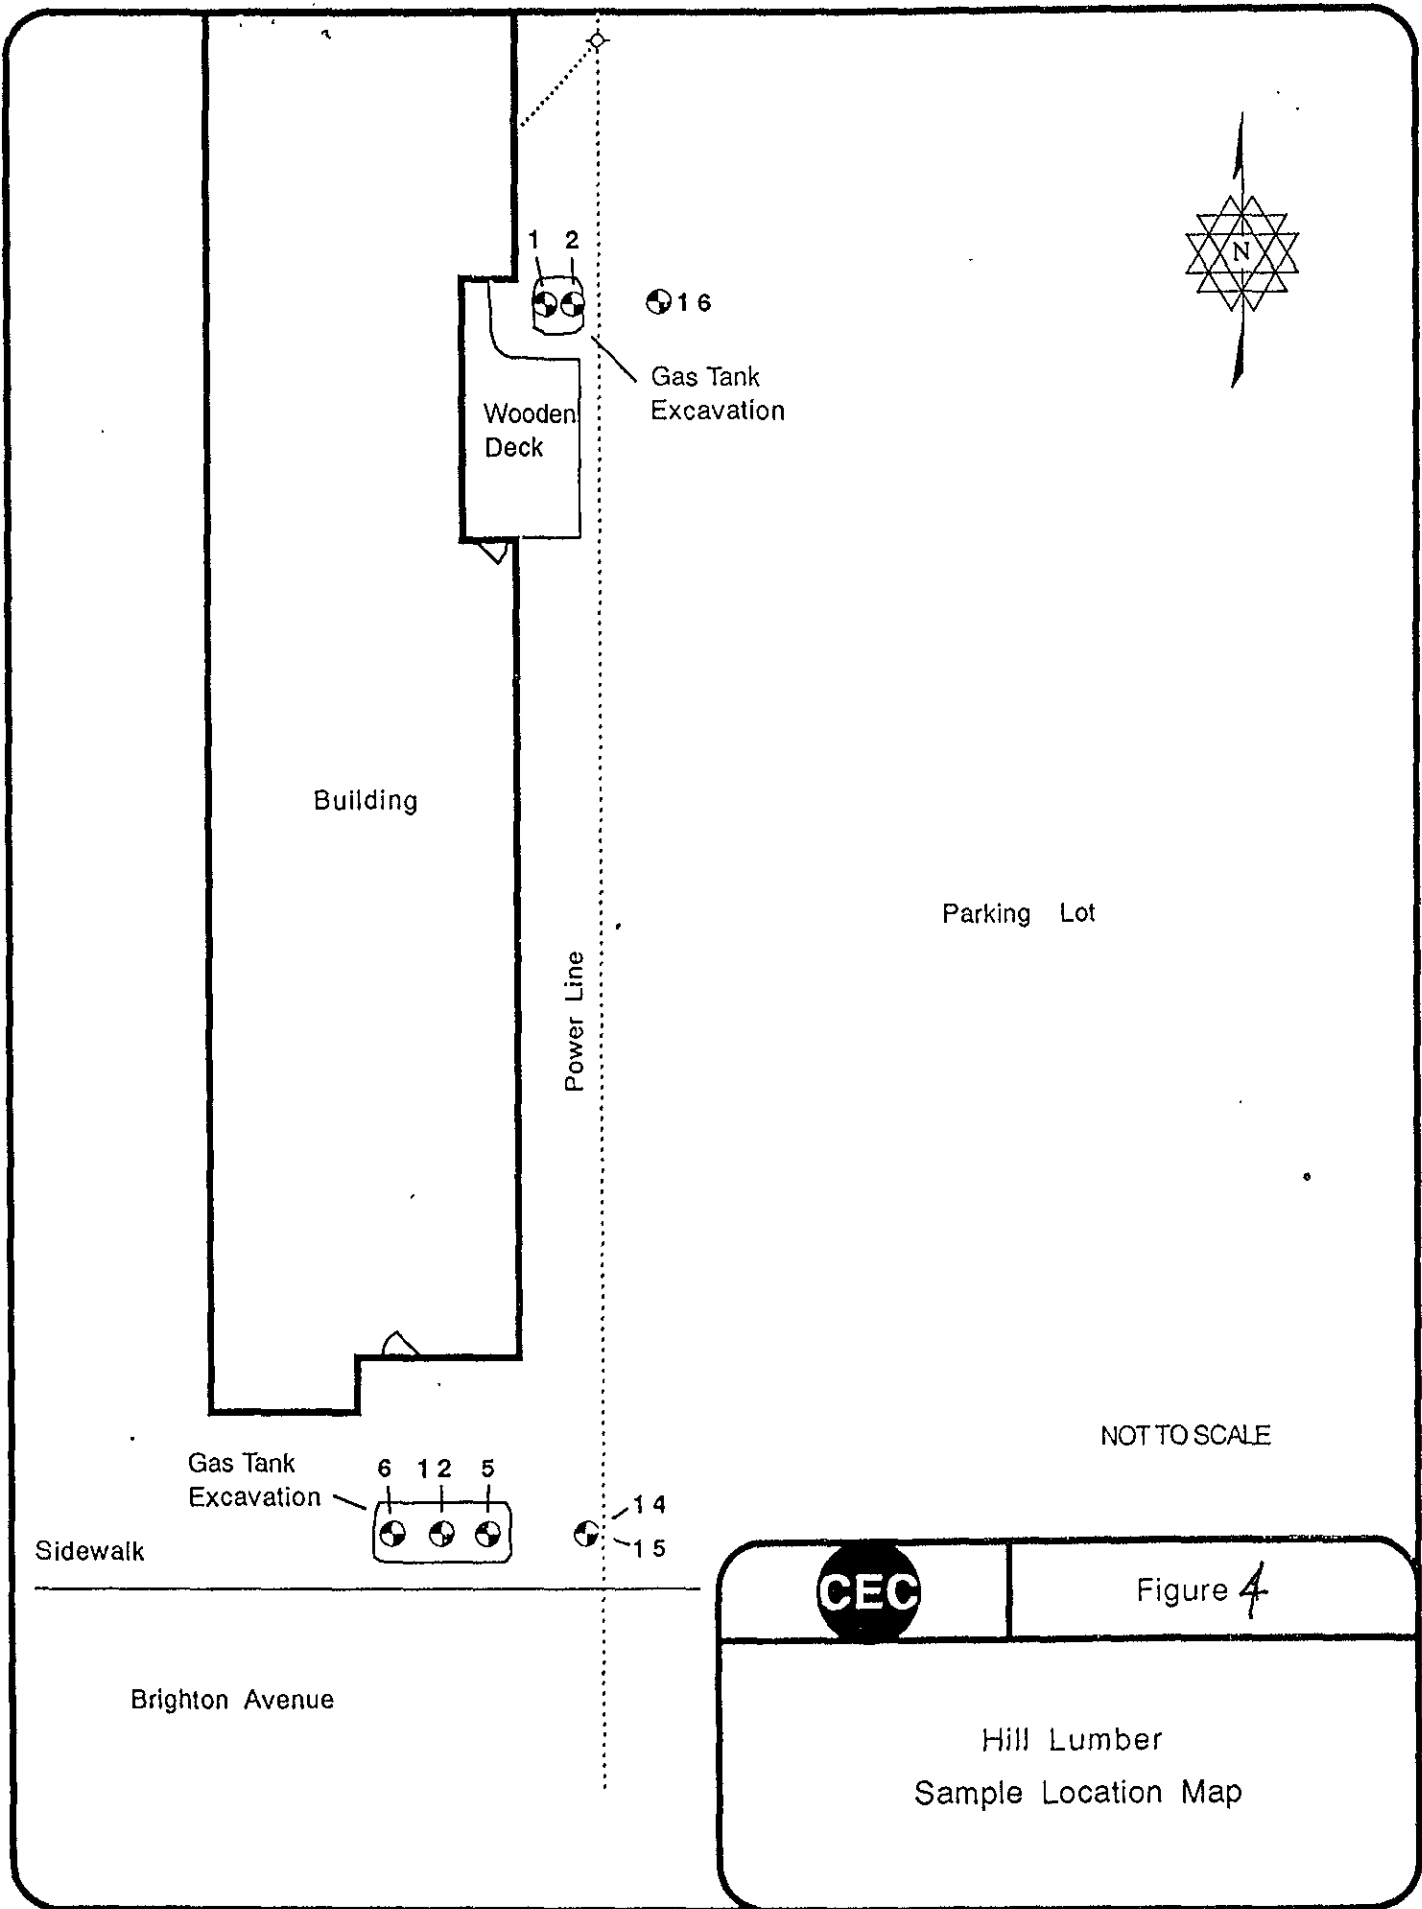 1 2
16
N
Gas Tank
Excavation
Wooden
Deck
Building
Parking Lot
Power Line
NOT TO SCALE
Gas Tank
Excavation
6 12 5
14
15
Sidewalk
CEC
Figure 4
Brighton Avenue
Hill Lumber
Sample Location Map